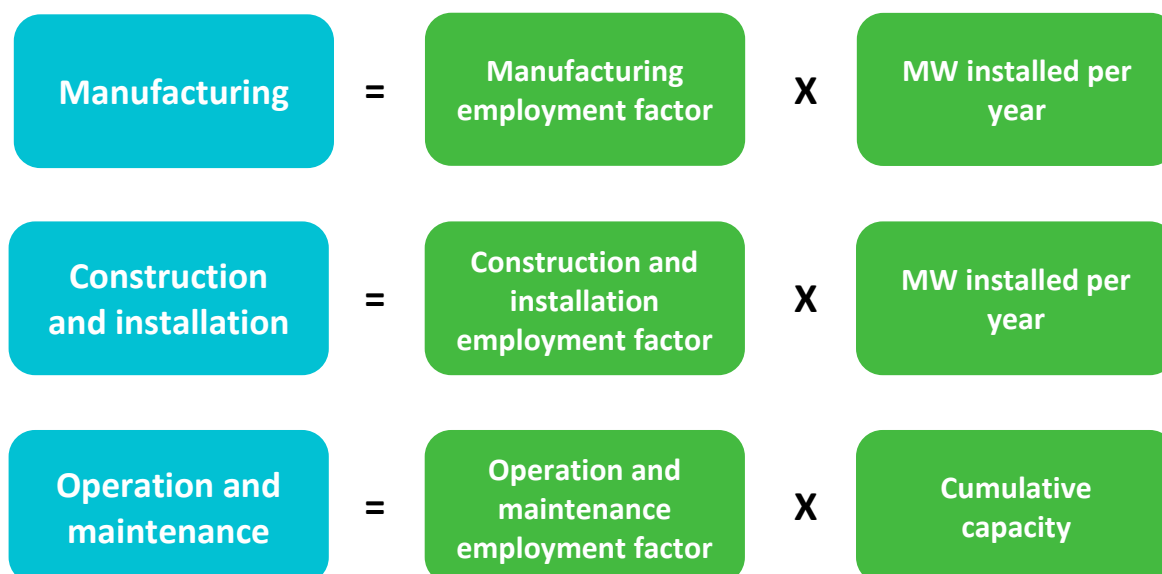 Manufacturing = Manufacturing employment factor X MW installed per year
Construction and installation = Construction and installation employment factor X MW installed per year
Operation and maintenance = Operation and maintenance employment factor X Cumulative capacity